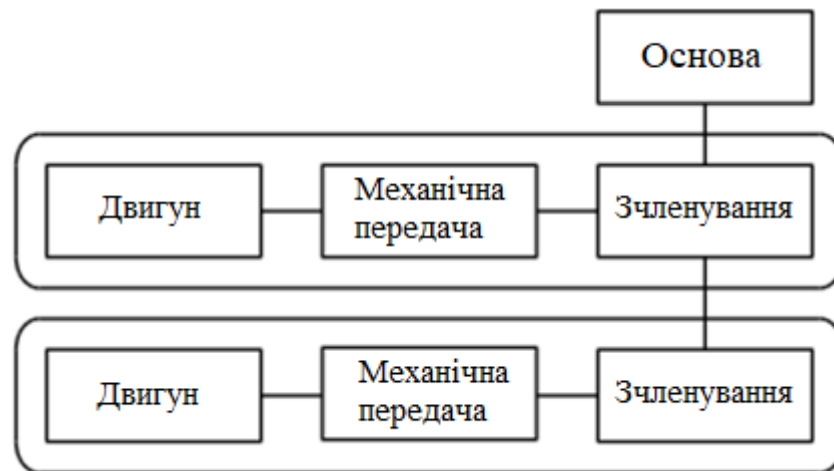 Основа
Двигун
Механічна
передача
Зчленування
Двигун
Механічна
передача
Зчленування